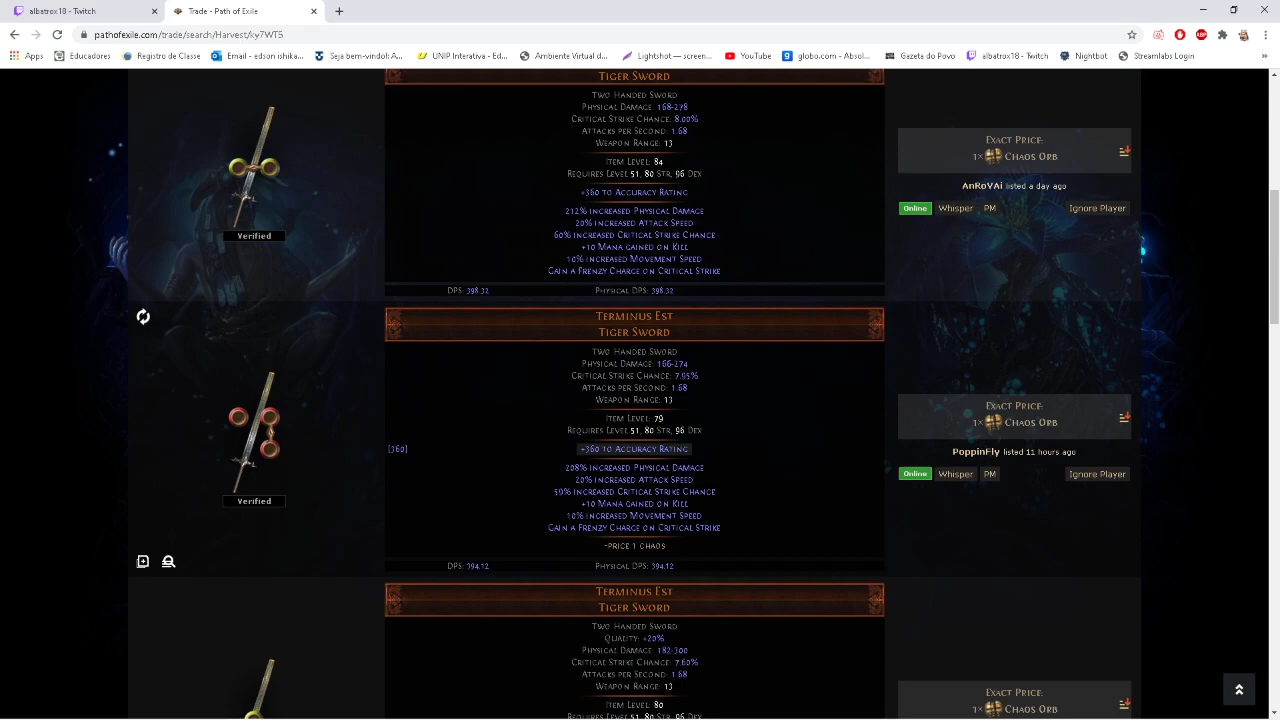 albatrox18 - Twitch
Trade - Path of Exile
pathofexile.com/trade/search/Harvest/ky7WT5
Apps
Educadores
Registro de Classe
Email - edson ishika...
Seja bem-vindo(: A...
UNIP Interativa - Ed...
Ambiente Virtual d...
Lightshot — screen...
YouTube
globo.com - Absol...
Gazeta do Povo
albatrox18 - Twitch
Nightbot
Streamlabs Login
»
Tiger Sword
Two Handed Sword
Physical Damage: 168-278
Critical Strike Chance: 8.00%
Attacks per Second: 1.68
Weapon Range: 13
Item Level: 84
Requires Level 51, 80 Str, 96 Dex
+360 to Accuracy Rating
212% increased Physical Damage
20% increased Attack Speed
60% increased Critical Strike Chance
+10 Mana gained on Kill
10% increased Movement Speed
Gain a Frenzy Charge on Critical Strike
DPS: 398.32 Physical DPS: 398.32
Verified
Exact Price:
1× Chaos Orb
AnRoVAi listed a day ago
Online Whisper PM Ignore Player
Terminus Est
Tiger Sword
Two Handed Sword
Physical Damage: 166-274
Critical Strike Chance: 7.95%
Attacks per Second: 1.68
Weapon Range: 13
Item Level: 79
Requires Level 51, 80 Str, 96 Dex
[360] +360 to Accuracy Rating
208% increased Physical Damage
20% increased Attack Speed
59% increased Critical Strike Chance
+10 Mana gained on Kill
10% increased Movement Speed
Gain a Frenzy Charge on Critical Strike
~price 1 chaos
DPS: 394.12 Physical DPS: 394.12
Verified
Exact Price:
1× Chaos Orb
PoppinFly listed 11 hours ago
Online Whisper PM Ignore Player
Terminus Est
Tiger Sword
Two Handed Sword
Quality: +20%
Physical Damage: 182-300
Critical Strike Chance: 7.60%
Attacks per Second: 1.68
Weapon Range: 13
Item Level: 80
Requires Level 51, 80 Str, 96 Dex
Exact Price:
1× Chaos Orb